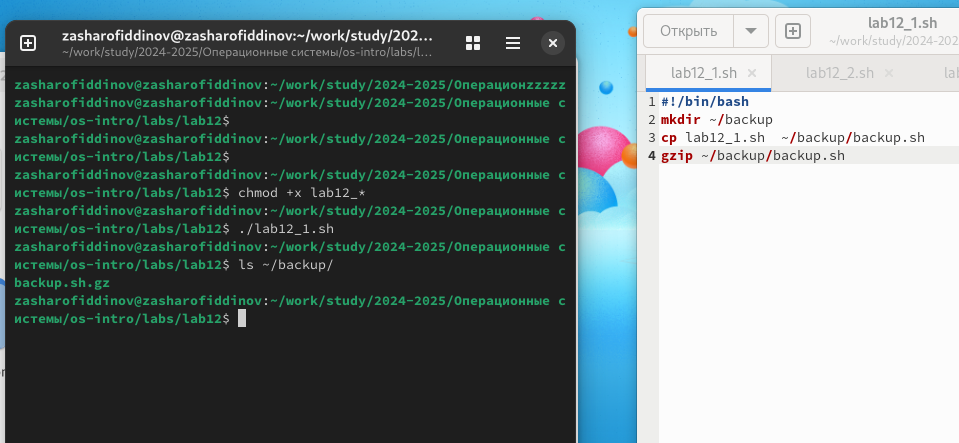 zasharofiddinov@zasharofiddinov:~/work/study/202…
~/work/study/2024-2025/Операционные системы/os-intro/labs/l…
zasharofiddinov@zasharofiddinov:~/work/study/2024-2025/Операционzzzzz
zasharofiddinov@zasharofiddinov:~/work/study/2024-2025/Операционные с
истемы/os-intro/labs/lab12$
zasharofiddinov@zasharofiddinov:~/work/study/2024-2025/Операционные с
истемы/os-intro/labs/lab12$
zasharofiddinov@zasharofiddinov:~/work/study/2024-2025/Операционные с
истемы/os-intro/labs/lab12$ chmod +x lab12_*
zasharofiddinov@zasharofiddinov:~/work/study/2024-2025/Операционные с
истемы/os-intro/labs/lab12$ ./lab12_1.sh
zasharofiddinov@zasharofiddinov:~/work/study/2024-2025/Операционные с
истемы/os-intro/labs/lab12$ ls ~/backup/
backup.sh.gz
zasharofiddinov@zasharofiddinov:~/work/study/2024-2025/Операционные с
истемы/os-intro/labs/lab12$
Открыть
lab12_1.sh
~/work/study/2024-202
lab12_1.sh
lab12_2.sh
la
1 #!/bin/bash
2 mkdir ~/backup
3 cp lab12_1.sh  ~/backup/backup.sh
4 gzip ~/backup/backup.sh